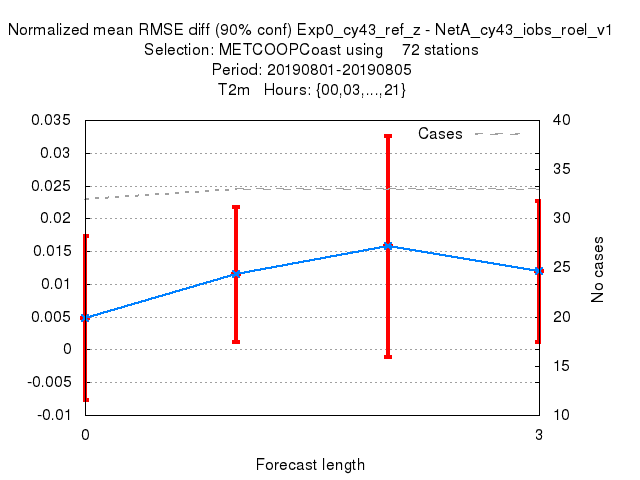 Normalized mean RMSE diff (90% conf) Exp0_cy43_ref_z - NetA_cy43_iobs_roel_v1
Selection: METCOOPCoast using 72 stations
Period: 20190801-20190805
T2m Hours: {00,03,...,21}
Cases
0.035
0.03
0.025
0.02
0.015
0.01
0.005
0
-0.005
-0.01
40
35
30
25
20
15
10
No cases
0
3
Forecast length